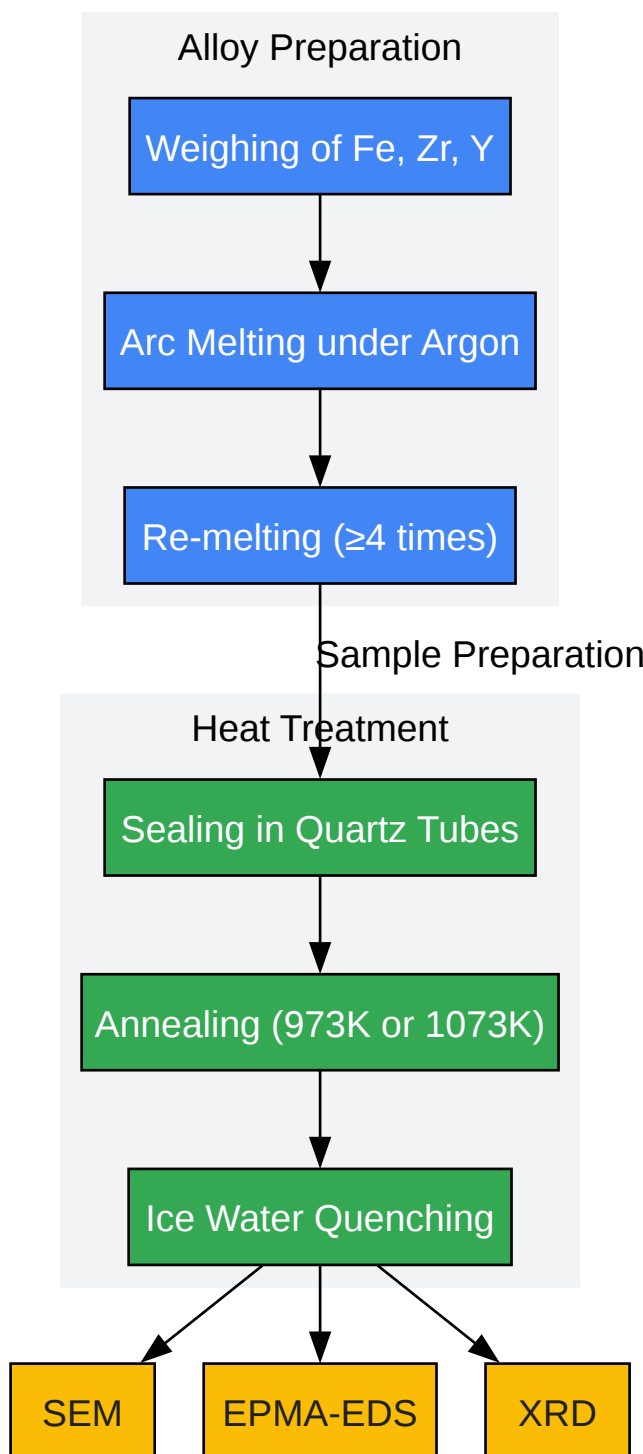 Alloy Preparation
Weighing of Fe, Zr, Y
Arc Melting under Argon
Re-melting (≥4 times)
Sample Preparation
Heat Treatment
Sealing in Quartz Tubes
Annealing (973K or 1073K)
Ice Water Quenching
SEM
EPMA-EDS
XRD